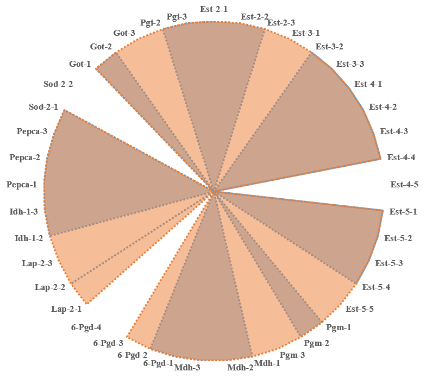 Est 2-1
Est-2-2
Est-2-3
Est-3-1
Est-3-2
Est-3-3
Est 4-1
Est-4-2
Est-4-3
Est-4-4
Est-4-5
Est-5-1
Est-5-2
Est-5-3
Est-5-4
Est-5-5
Pgm-1
Pgm 2
Pgm 3
Mdh-1
Mdh-2
Mdh-3
6-Pgd-1
6 Pgd 2
6-Pgd-3
6-Pgd-4
Lap-2-1
Lap-2-2
Lap-2-3
Idh-1-2
Idh-1-3
Pepca-1
Pepca-2
Pepca-3
Sod-2-1
Sod 2-2
Got-1
Got-2
Got 3
Pgi-2
Pgi-3